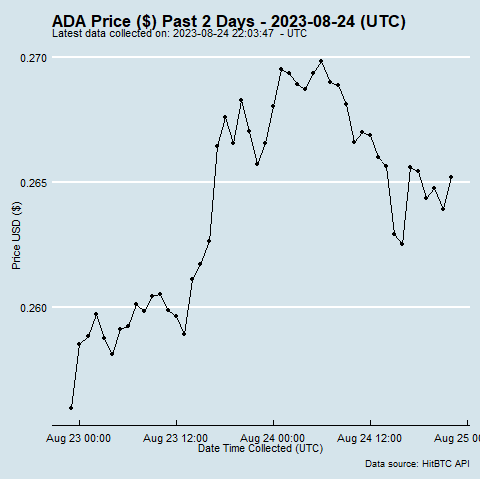 ADA Price ($) Past 2 Days - 2023-08-24 (UTC)
Latest data collected on: 2023-08-24 22:03:47 - UTC
0.270
0.265
0.260
Price USD ($)
Aug 23 00:00 Aug 23 12:00 Aug 24 00:00 Aug 24 12:00 Aug 25 00
Date Time Collected (UTC)
Data source: HitBTC API